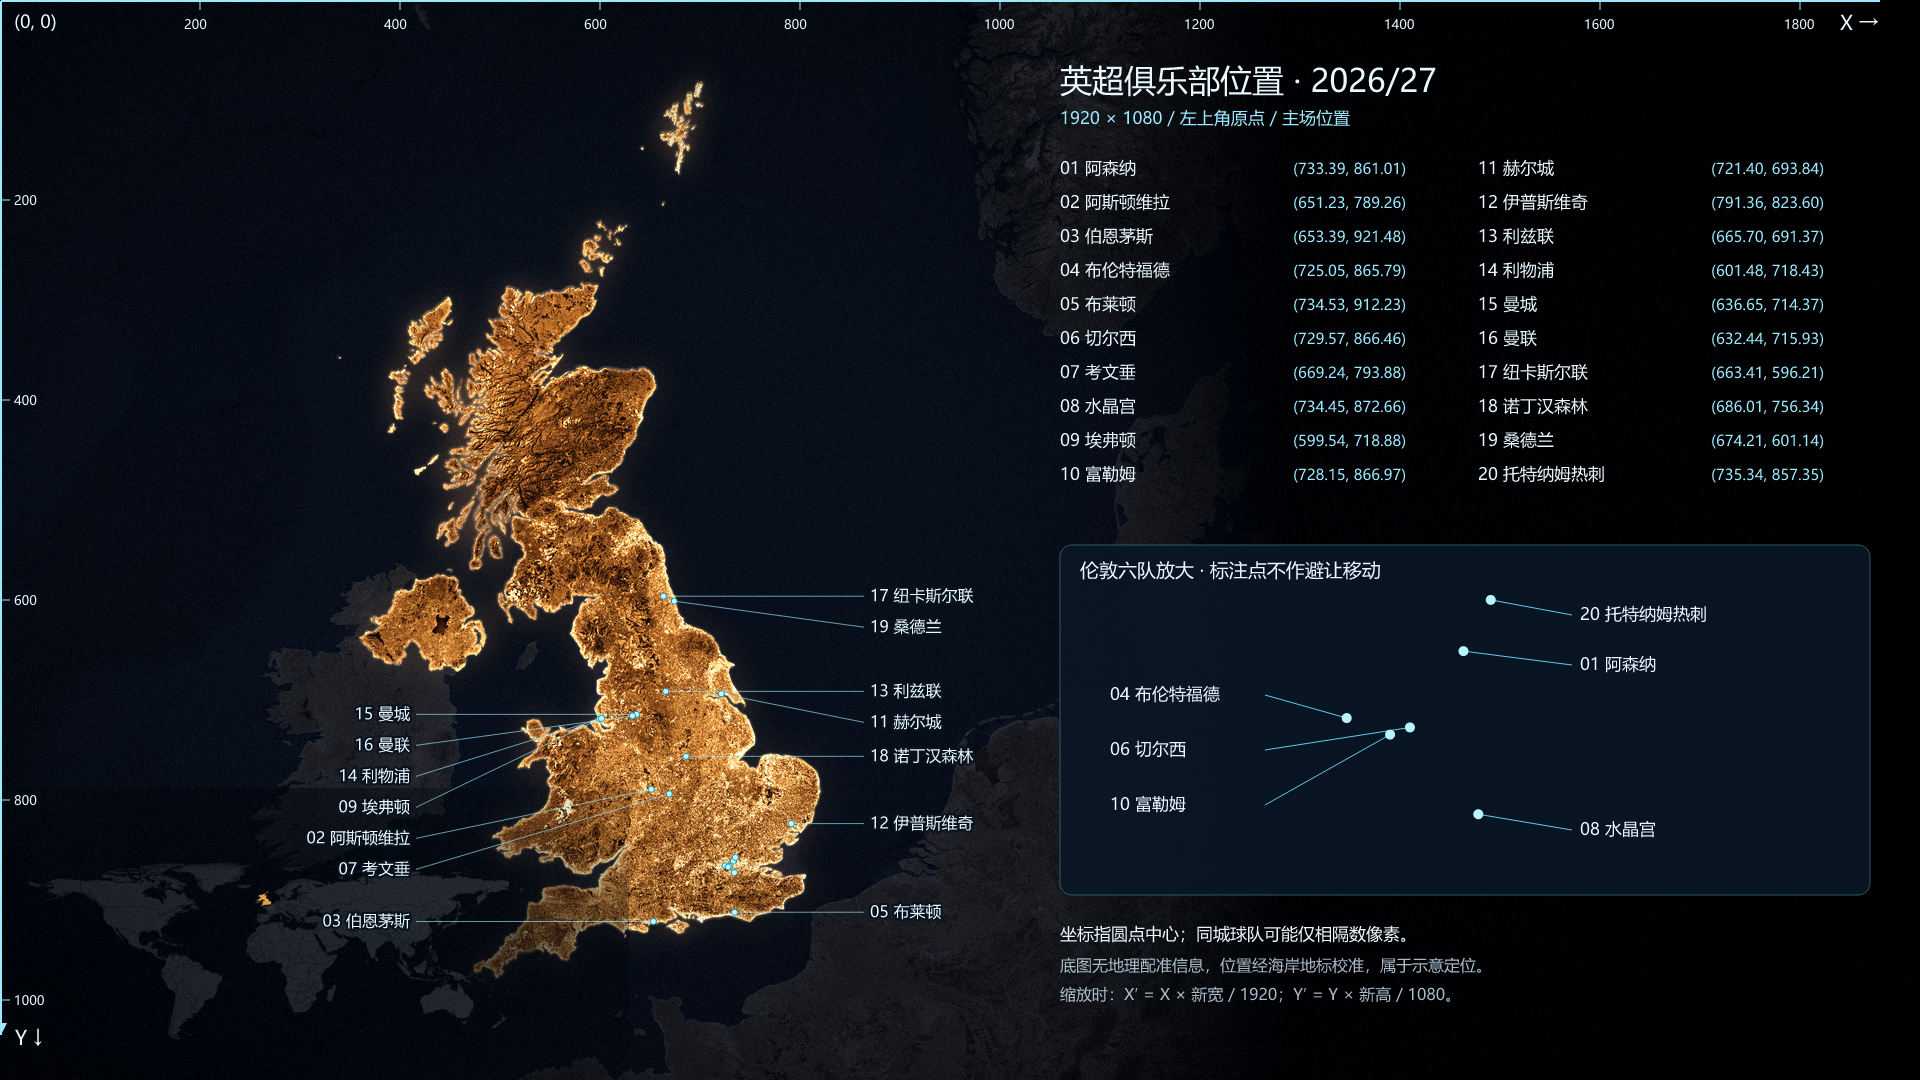 (0, 0)
200
400
600
800
1000
1200
1400
1600
1800
X →
200
400
600
800
1000
Y ↓
英超俱乐部位置 · 2026/27
1920 × 1080 / 左上角原点 / 主场位置
01 阿森纳 (733.39, 861.01)
02 阿斯顿维拉 (651.23, 789.26)
03 伯恩茅斯 (653.39, 921.48)
04 布伦特福德 (725.05, 865.79)
05 布莱顿 (734.53, 912.23)
06 切尔西 (729.57, 866.46)
07 考文垂 (669.24, 793.88)
08 水晶宫 (734.45, 872.66)
09 埃弗顿 (599.54, 718.88)
10 富勒姆 (728.15, 866.97)
11 赫尔城 (721.40, 693.84)
12 伊普斯维奇 (791.36, 823.60)
13 利兹联 (665.70, 691.37)
14 利物浦 (601.48, 718.43)
15 曼城 (636.65, 714.37)
16 曼联 (632.44, 715.93)
17 纽卡斯尔联 (663.41, 596.21)
18 诺丁汉森林 (686.01, 756.34)
19 桑德兰 (674.21, 601.14)
20 托特纳姆热刺 (735.34, 857.35)
17 纽卡斯尔联
19 桑德兰
13 利兹联
11 赫尔城
18 诺丁汉森林
12 伊普斯维奇
05 布莱顿
15 曼城
16 曼联
14 利物浦
09 埃弗顿
02 阿斯顿维拉
07 考文垂
03 伯恩茅斯
伦敦六队放大 · 标注点不作避让移动
20 托特纳姆热刺
01 阿森纳
04 布伦特福德
06 切尔西
10 富勒姆
08 水晶宫
坐标指圆点中心；同城球队可能仅相隔数像素。
底图无地理配准信息，位置经海岸地标校准，属于示意定位。
缩放时：X′ = X × 新宽 / 1920；Y′ = Y × 新高 / 1080。